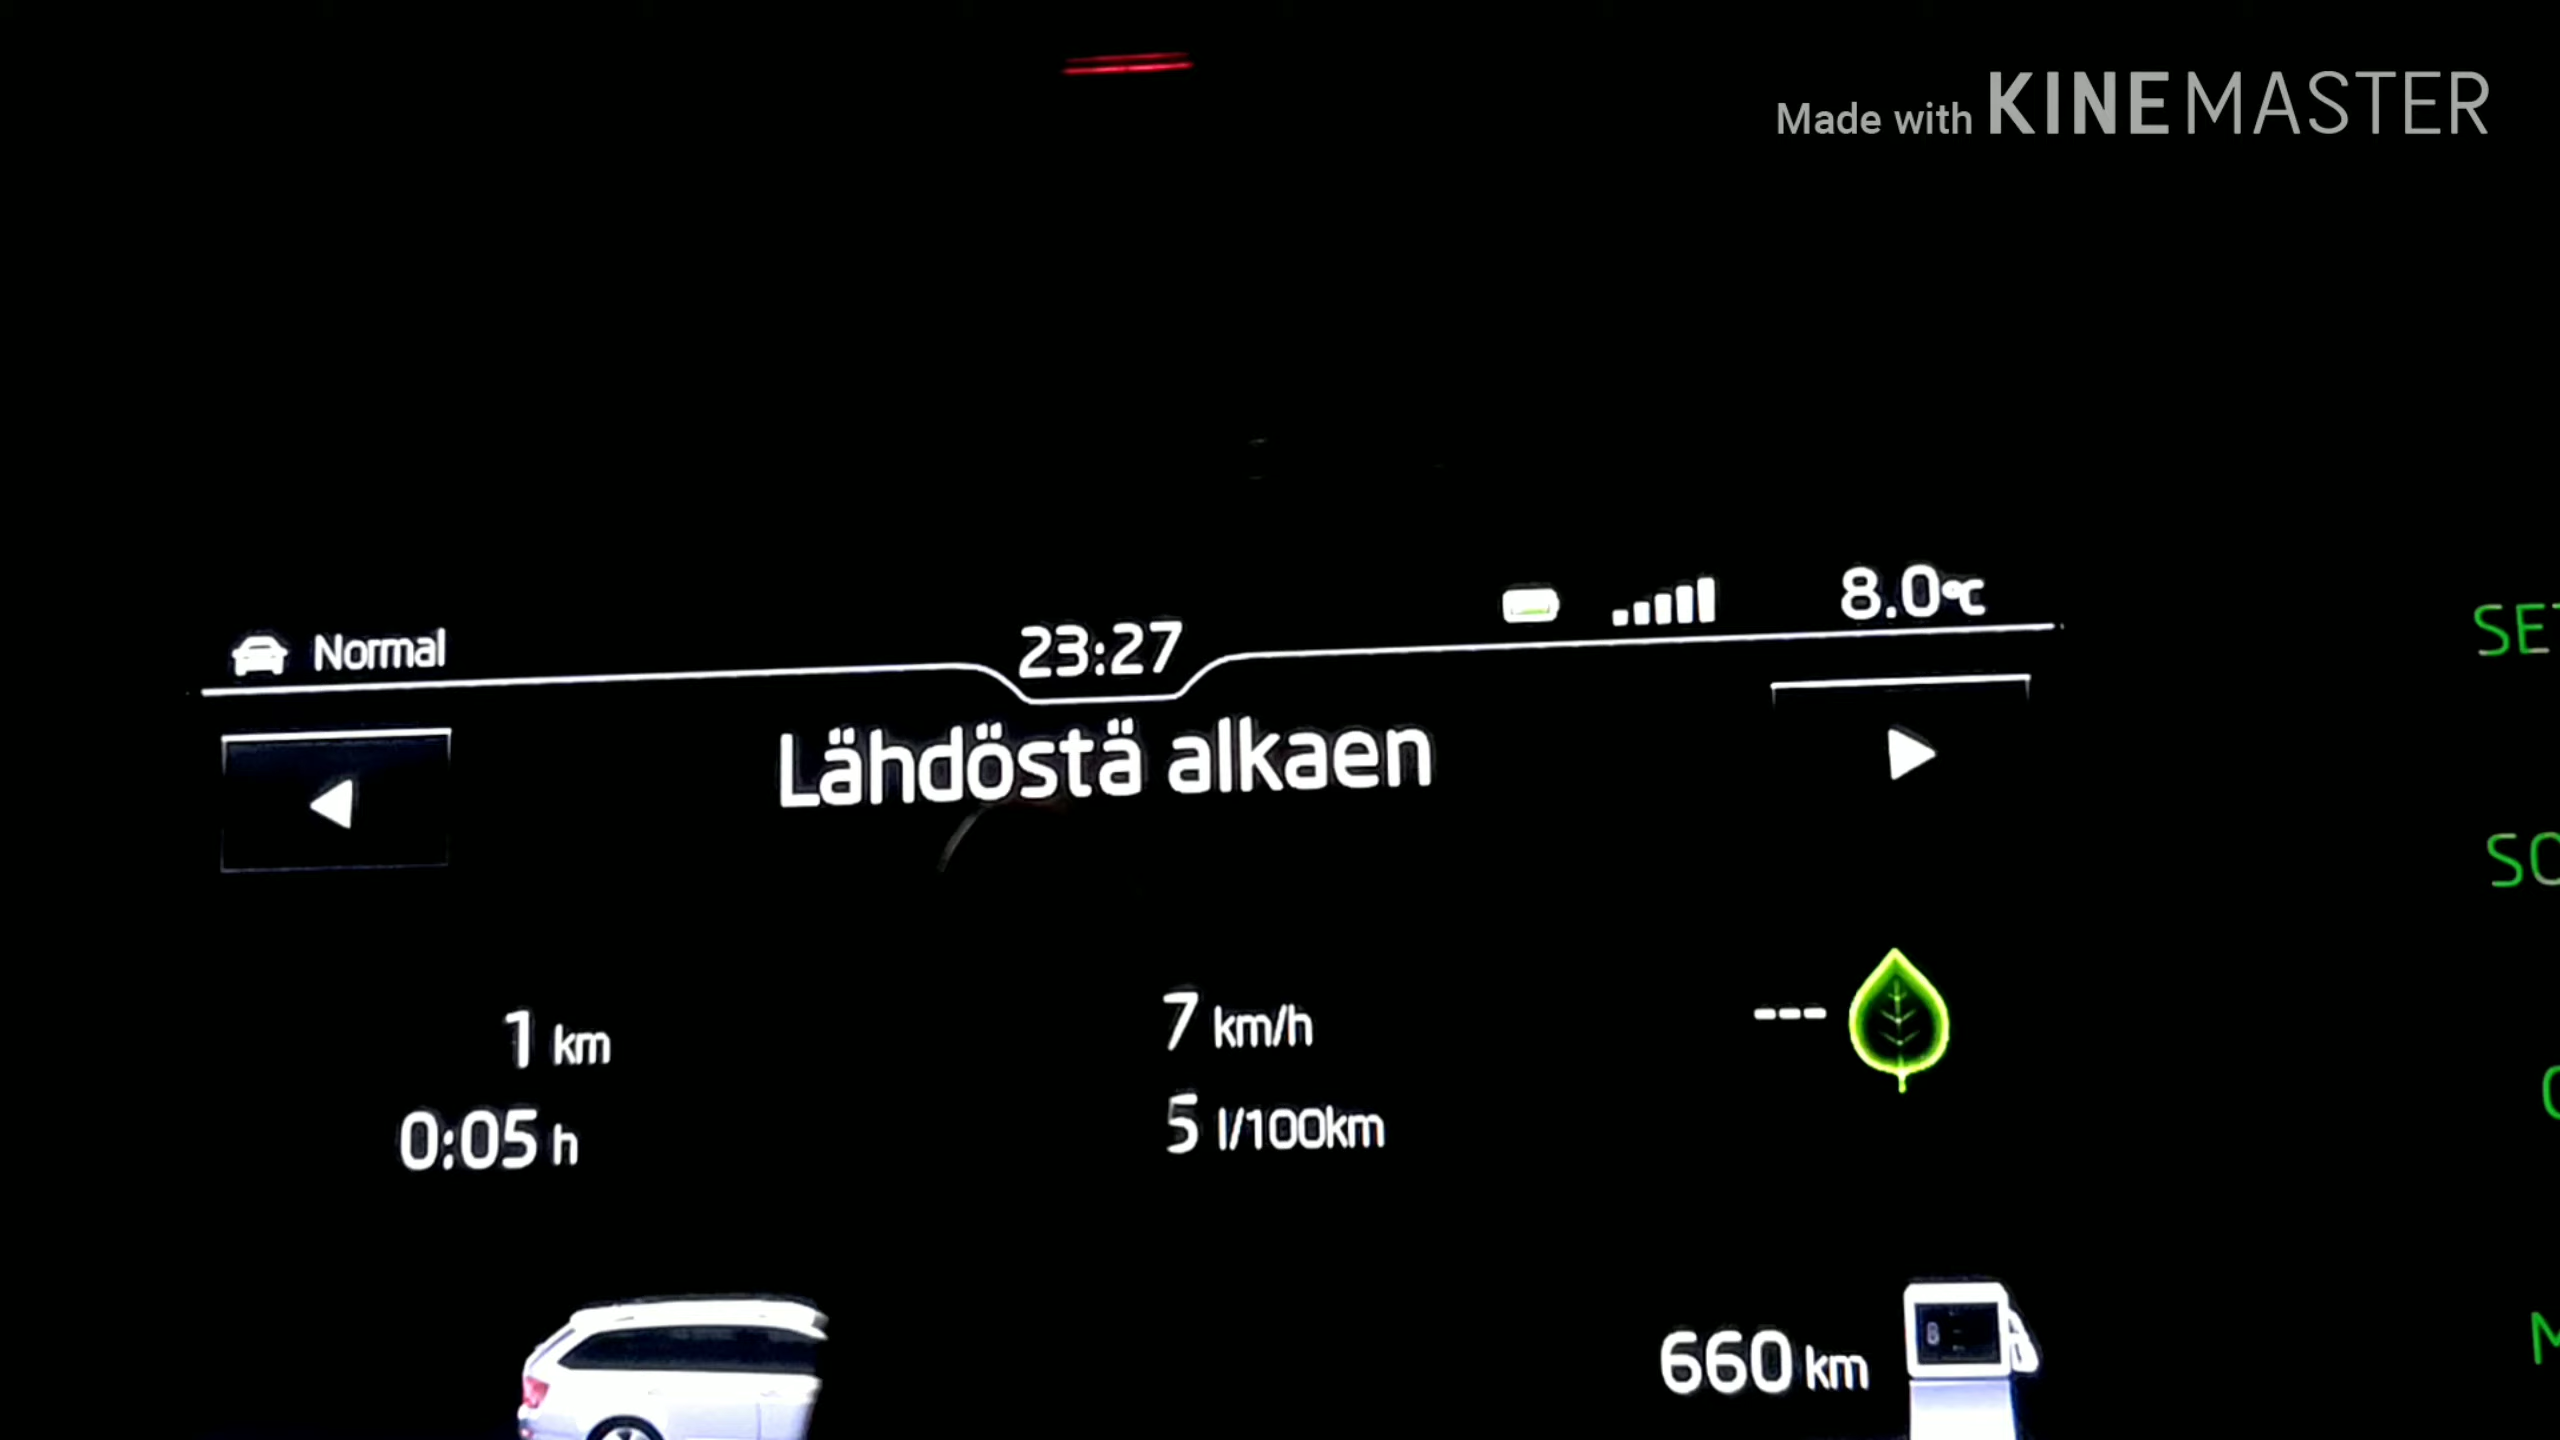 Made with KINEMASTER
Normal
23:27
8.0°C
Lähdöstä alkaen
1 km
7 km/h
---
0:05 h
5 l/100km
660 km